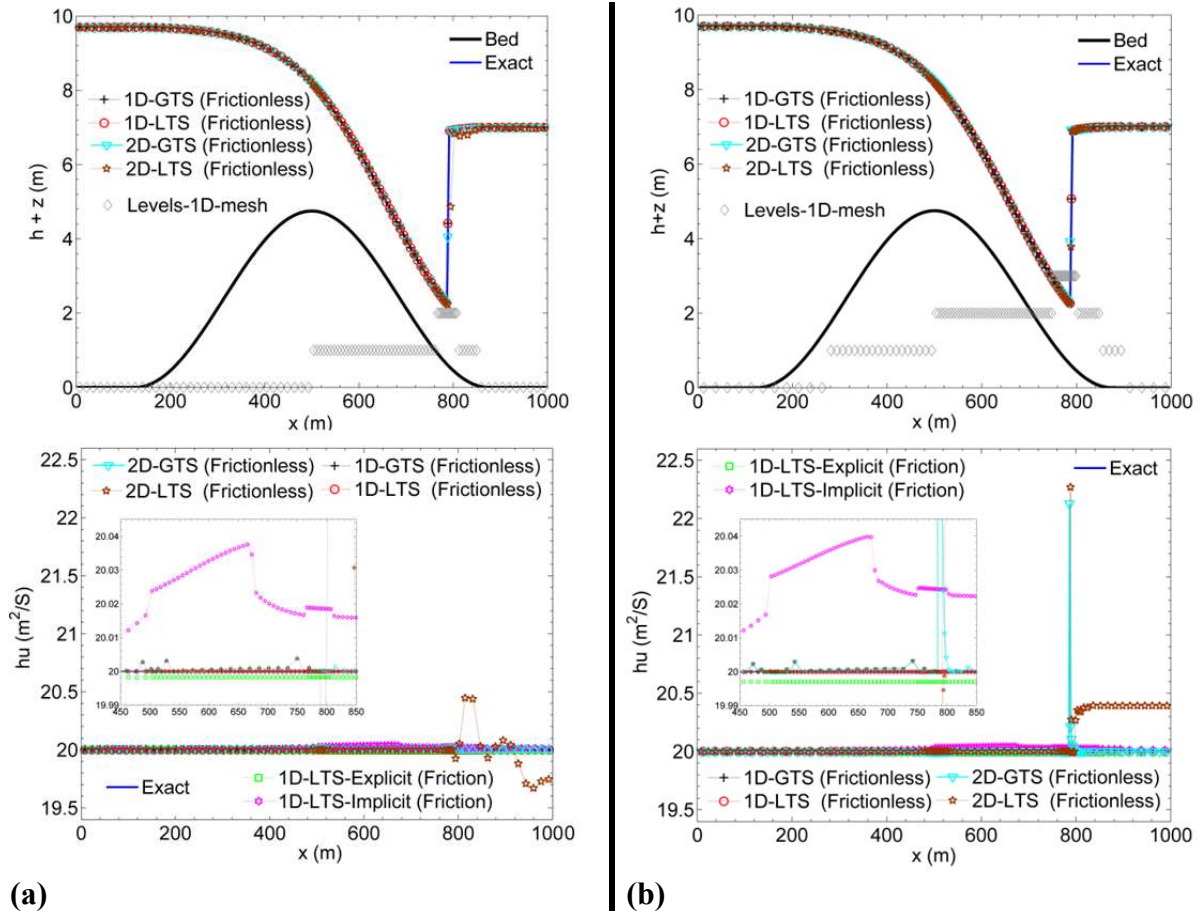 10
8
6
4
2
0
h + z (m)
Bed
Exact
1D-GTS (Frictionless)
1D-LTS (Frictionless)
2D-GTS (Frictionless)
2D-LTS (Frictionless)
Levels-1D-mesh
0 200 400 600 800 1000
x (m)
10
8
6
4
2
0
h+z (m)
Bed
Exact
1D-GTS (Frictionless)
1D-LTS (Frictionless)
2D-GTS (Frictionless)
2D-LTS (Frictionless)
Levels-1D-mesh
0 200 400 600 800 1000
x (m)
22.5
22
21.5
21
20.5
20
19.5
hu (m²/S)
2D-GTS (Frictionless) 1D-GTS (Frictionless)
2D-LTS (Frictionless) 1D-LTS (Frictionless)
20.04
20.03
20.02
20.01
20
19.99
450 500 550 600 650 700 750 800 850
Exact
1D-LTS-Explicit (Friction)
1D-LTS-Implicit (Friction)
0 200 400 600 800 1000
x (m)
22.5
22
21.5
21
20.5
20
19.5
hu (m²/S)
1D-LTS-Explicit (Friction)
1D-LTS-Implicit (Friction)
Exact
20.04
20.03
20.02
20.01
20
19.99
450 500 550 600 650 700 750 800 850
1D-GTS (Frictionless) 2D-GTS (Frictionless)
1D-LTS (Frictionless) 2D-LTS (Frictionless)
0 200 400 600 800 1000
x (m)
(a)
(b)